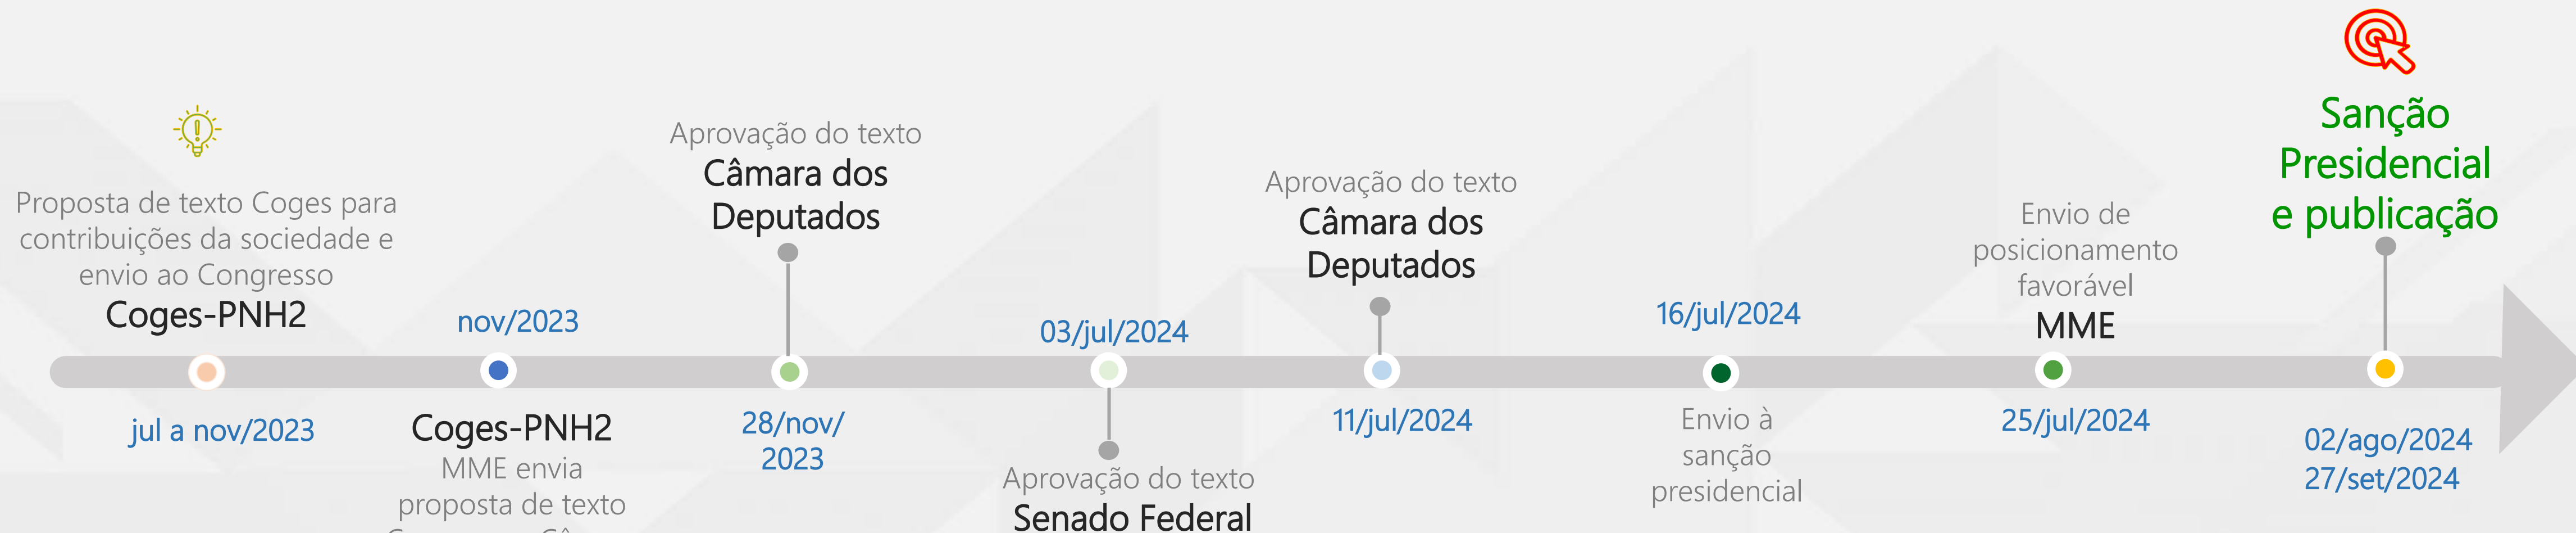 Proposta de texto Coges para
contribuições da sociedade e
envio ao Congresso
Coges-PNH2
jul a nov/2023
nov/2023
Coges-PNH2
MME envia
proposta de texto
Aprovação do texto
Câmara dos
Deputados
28/nov/
2023
03/jul/2024
Aprovação do texto
Senado Federal
Aprovação do texto
Câmara dos
Deputados
11/jul/2024
16/jul/2024
Envio à
sanção
presidencial
Envio de
posicionamento
favorável
MME
25/jul/2024
Sanção
Presidencial
e publicação
02/ago/2024
27/set/2024